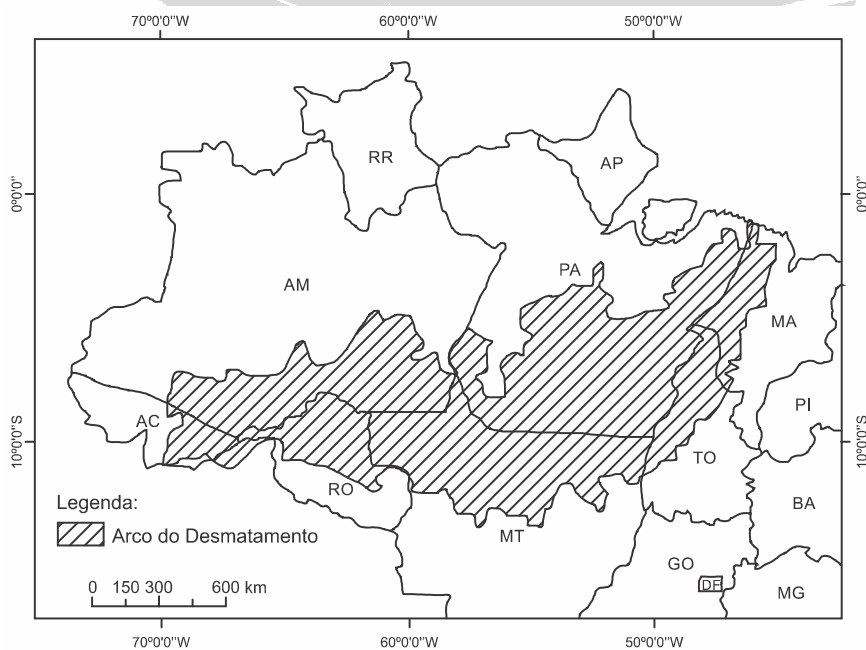 70º0'0"W 60º0'0"W 50º0'0"W
RR
AP
0º0'0" 0º0'0"
AM
PA
MA
PI
AC
10º0'0"S 10º0'0"S
TO
RO
BA
Legenda:
Arco do Desmatamento
MT
GO
DF
MG
0 150 300 600 km
70º0'0"W 60º0'0"W 50º0'0"W